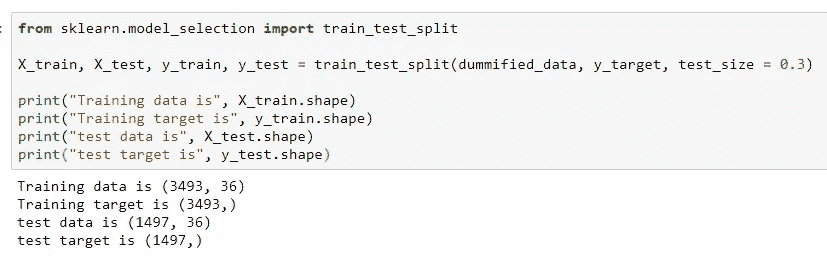 from sklearn.model_selection import train_test_split
X_train, X_test, y_train, y_test = train_test_split(dummified_data, y_target, test_size = 0.3)
print("Training data is", X_train.shape)
print("Training target is", y_train.shape)
print("test data is", X_test.shape)
print("test target is", y_test.shape)
Training data is (3493, 36)
Training target is (3493,)
test data is (1497, 36)
test target is (1497,)